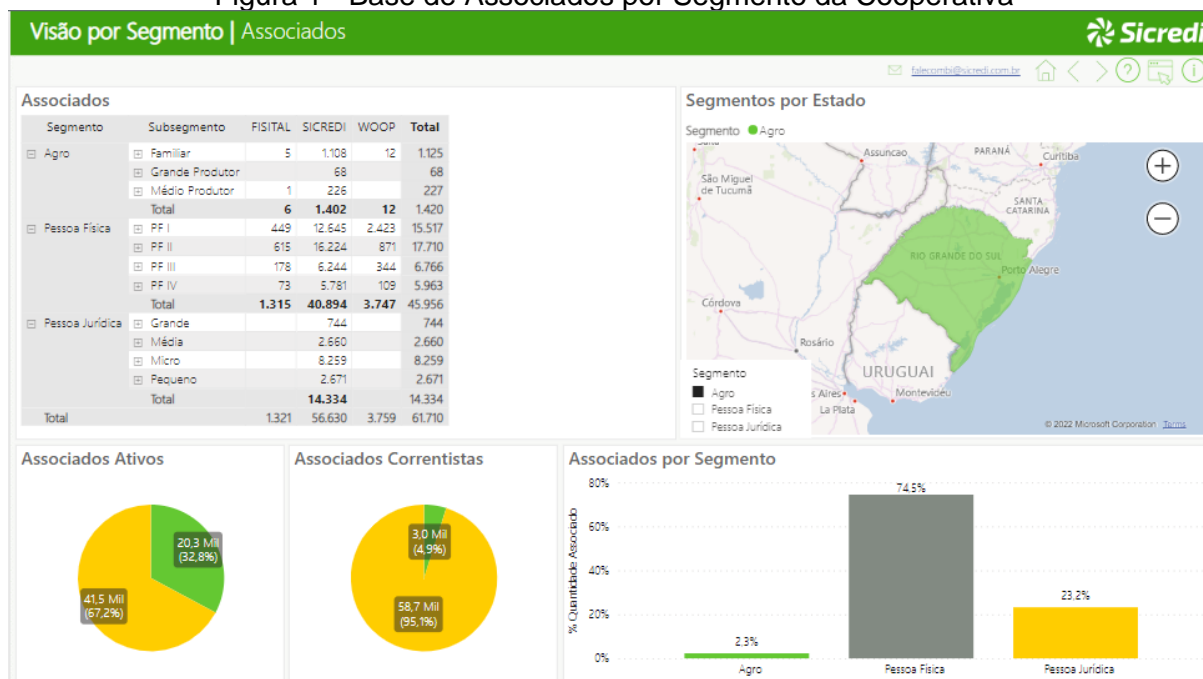 Figura 1 - Base de Associados por Segmento da Cooperativa
Visão por Segmento | Associados
Sicredi
falecombi@sicredi.com.br
Associados
Segmento Subsegmento FISITAL SICREDI WOOP Total
Agro Familiar 5 1.108 12 1.125
Grande Produtor 68 68
Médio Produtor 1 226 227
Total 6 1.402 12 1.420
Pessoa Física PF I 449 12.645 2.423 15.517
PF II 615 16.224 871 17.710
PF III 178 6.244 344 6.766
PF IV 73 5.781 109 5.963
Total 1.315 40.894 3.747 45.956
Pessoa Jurídica Grande 744 744
Média 2.660 2.660
Micro 8.259 8.259
Pequeno 2.671 2.671
Total 14.334 14.334
Total 1.321 56.630 3.759 61.710
Segmentos por Estado
Segmento Agro
Assuncao
PARANÁ
Curitiba
São Miguel
de Tucumã
SANTA
CATARINA
RIO GRANDE DO SUL
Porto Alegre
Córdova
Rosário
URUGUAI
s Aires
Montevideu
La Plata
Segmento
Agro
Pessoa Física
Pessoa Jurídica
© 2022 Microsoft Corporation Terms
Associados Ativos
20,3 Mil
(32,8%)
41,5 Mil
(67,2%)
Associados Correntistas
3,0 Mil
(4,9%)
58,7 Mil
(95,1%)
Associados por Segmento
% Quantidade Associado
80%
60%
40%
20%
0%
2,3%
74,5%
23,2%
Agro
Pessoa Física
Pessoa Jurídica